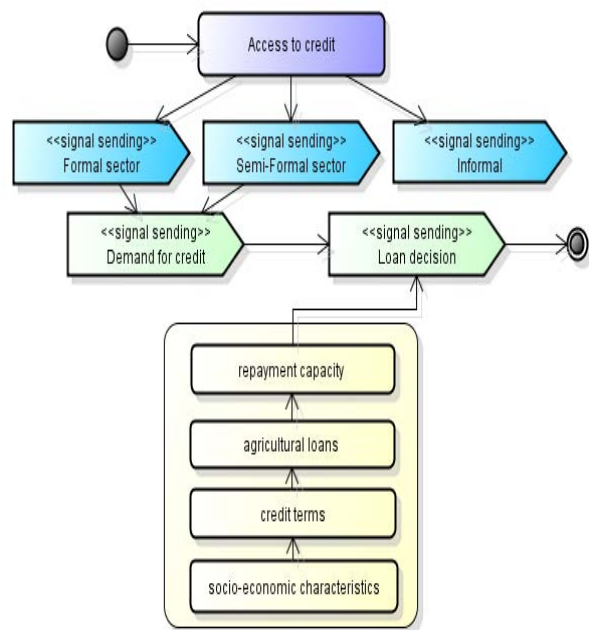 Access to credit
<<signal sending>>
Formal sector
<<signal sending>>
Semi-Formal sector
<<signal sending>>
Informal
<<signal sending>>
Demand for credit
<<signal sending>>
Loan decision
repayment capacity
agricultural loans
credit terms
socio-economic characteristics